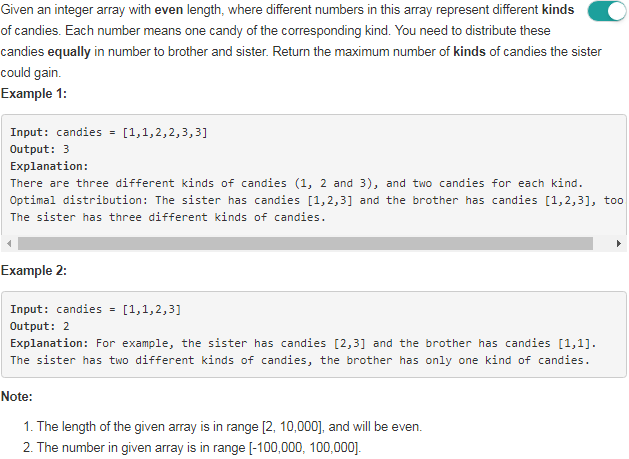 Given an integer array with even length, where different numbers in this array represent different kinds
of candies. Each number means one candy of the corresponding kind. You need to distribute these
candies equally in number to brother and sister. Return the maximum number of kinds of candies the sister
could gain.
Example 1:
Input: candies = [1,1,2,2,3,3]
Output: 3
Explanation:
There are three different kinds of candies (1, 2 and 3), and two candies for each kind.
Optimal distribution: The sister has candies [1,2,3] and the brother has candies [1,2,3], too
The sister has three different kinds of candies.
Example 2:
Input: candies = [1,1,2,3]
Output: 2
Explanation: For example, the sister has candies [2,3] and the brother has candies [1,1].
The sister has two different kinds of candies, the brother has only one kind of candies.
Note:
1. The length of the given array is in range [2, 10,000], and will be even.
2. The number in given array is in range [-100,000, 100,000].